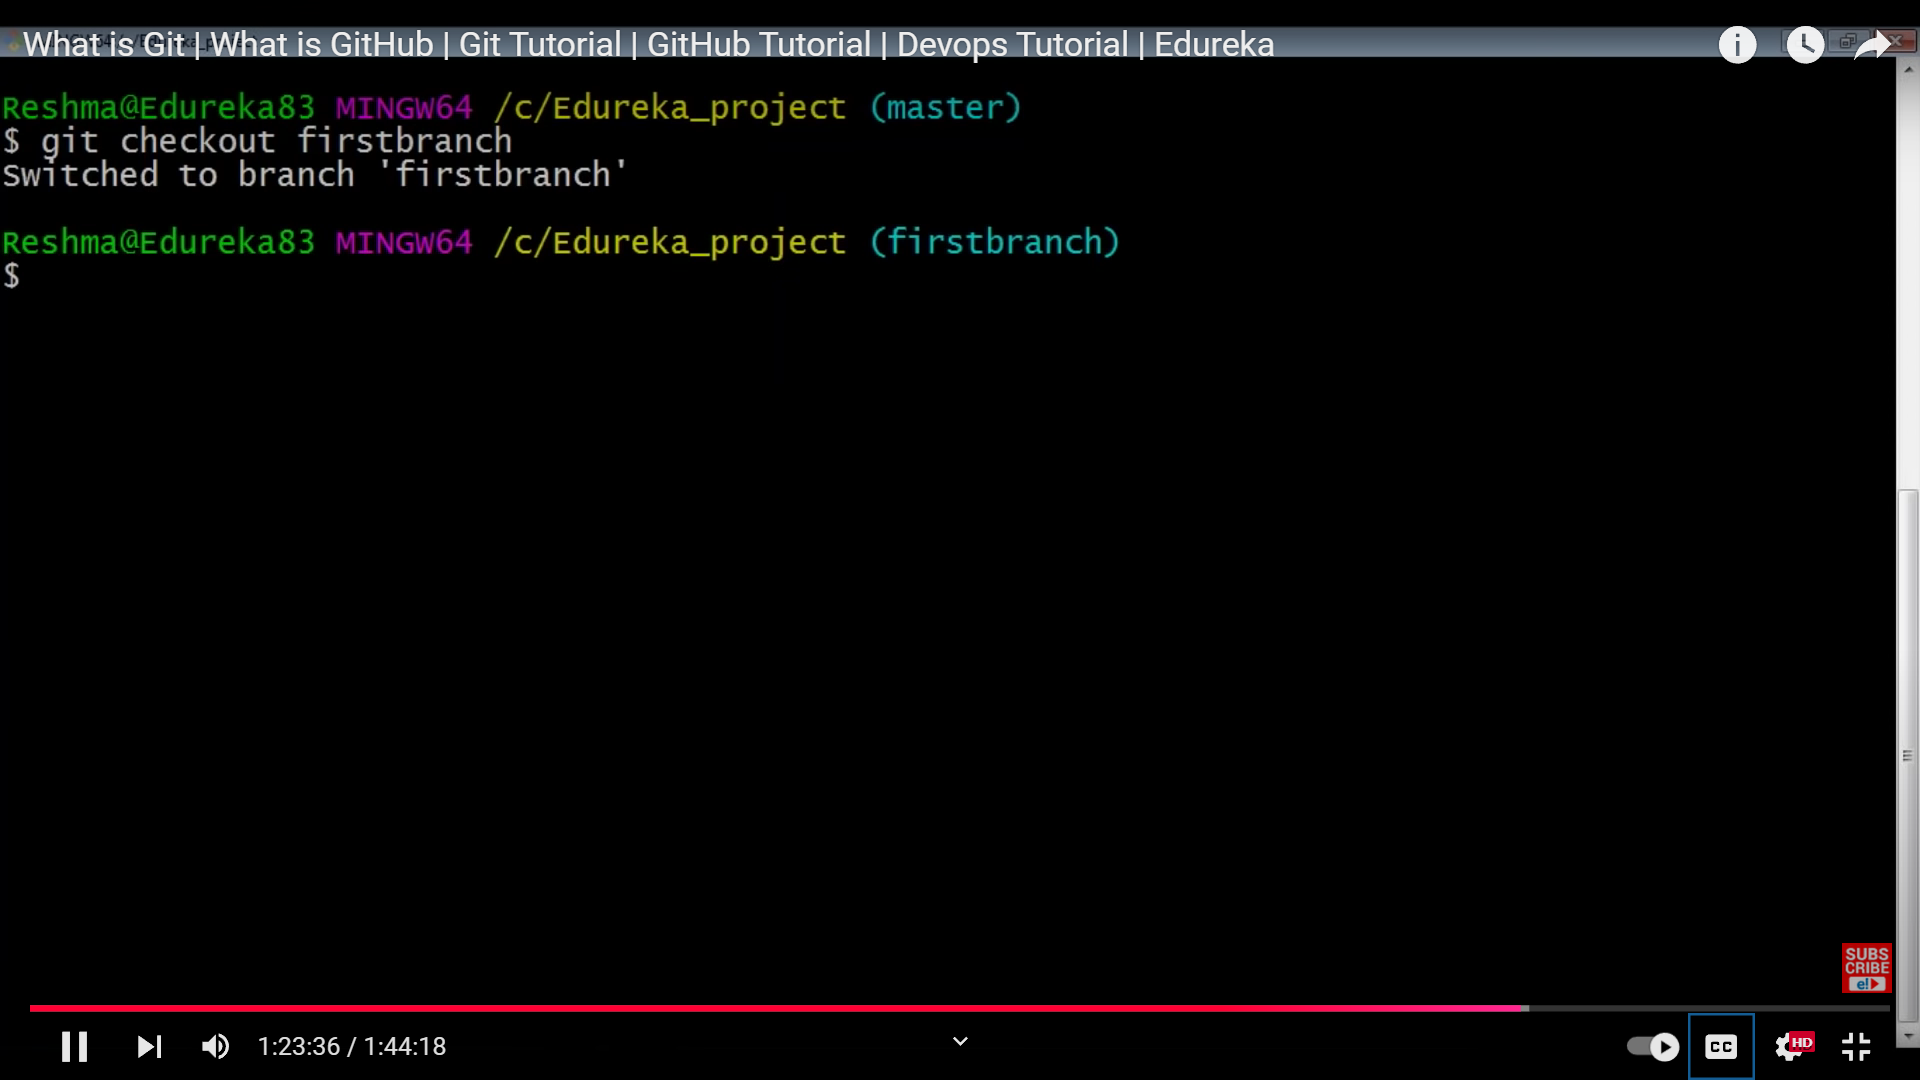 What is Git | What is GitHub | Git Tutorial | GitHub Tutorial | Devops Tutorial | Edureka
Reshma@Edureka83 MINGW64 /c/Edureka_project (master)
$ git checkout firstbranch
Switched to branch 'firstbranch'
Reshma@Edureka83 MINGW64 /c/Edureka_project (firstbranch)
$
SUBS
CRIBE
e!
1:23:36 / 1:44:18
CC
HD